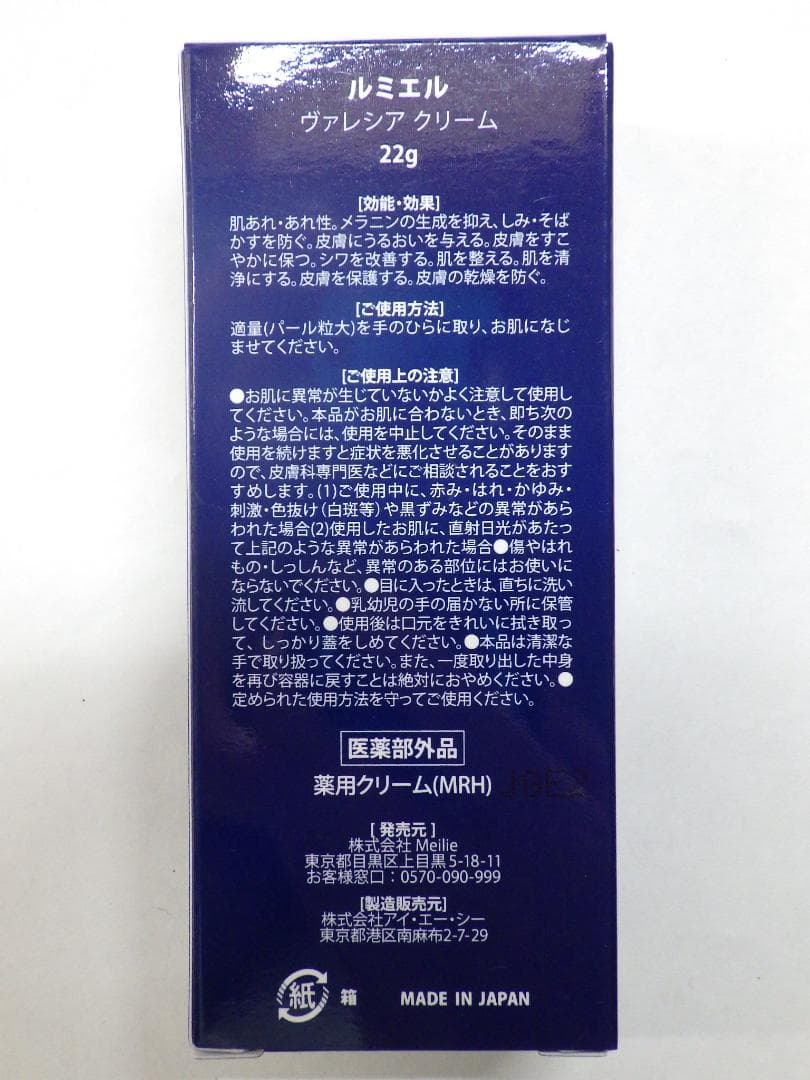 ルミエル
ヴァレシア クリーム
22g
[効能・効果]
肌あれ・あれ性。メラニンの生成を抑え、しみ・そば
かすを防ぐ。皮膚にうるおいを与える。皮膚をすこ
やかに保つ。シワを改善する。肌を整える。肌を清
浄にする。皮膚を保護する。皮膚の乾燥を防ぐ。
[ご使用方法]
適量(パール粒大)を手のひらに取り、お肌になじ
ませてください。
[ご使用上の注意]
●お肌に異常が生じていないかよく注意して使用し
てください。本品がお肌に合わないとき、即ち次の
ような場合には、使用を中止してください。そのまま
使用を続けますと症状を悪化させることがあります
ので、皮膚科専門医などにご相談されることをおす
すめします。(1)ご使用中に、赤み・はれ・かゆみ・
刺激・色抜け(白斑等)や黒ずみなどの異常があら
われた場合(2)使用したお肌に、直射日光があたっ
て上記のような異常があらわれた場合●傷やはれ
もの・しっしんなど、異常のある部位にはお使いに
ならないでください。●目に入ったときは、直ちに洗い
流してください。●乳幼児の手の届かない所に保管
してください。●使用後は口元をきれいに拭き取っ
て、しっかり蓋をしめてください。●本品は清潔な
手で取り扱ってください。また、一度取り出した中身
を再び容器に戻すことは絶対におやめください。●
定められた使用方法を守ってご使用ください。
医薬部外品
薬用クリーム(MRH) JGE2
[ 発売元 ]
株式会社 Meilie
東京都目黒区上目黒5-18-11
お客様窓口：0570-090-999
[製造販売元]
株式会社アイ・エー・シー
東京都港区南麻布2-7-29
紙 箱 MADE IN JAPAN